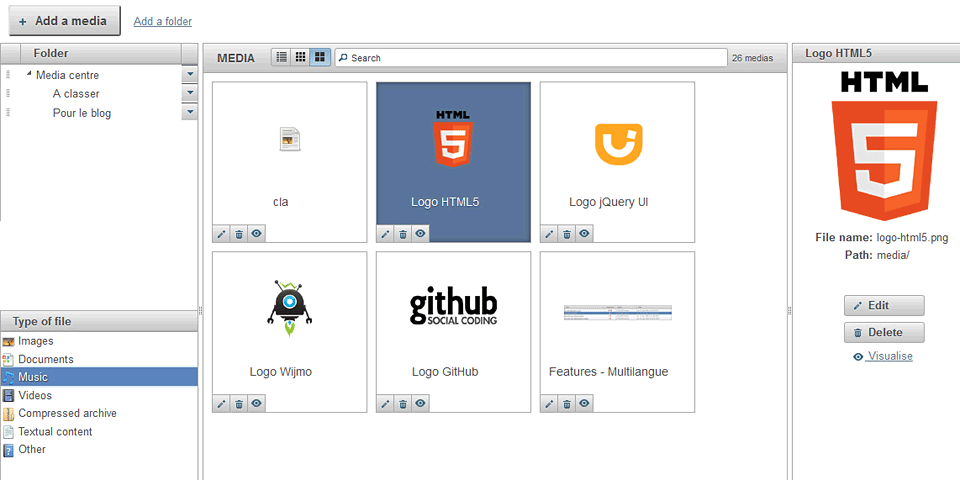 + Add a media
Add a folder
Folder
Media centre
A classer
Pour le blog
Type of file
Images
Documents
Music
Videos
Compressed archive
Textual content
Other
MEDIA
Search
26 medias
cla
HTML
5
Logo HTML5
Logo jQuery UI
Logo Wijmo
github
SOCIAL CODING
Logo GitHub
Features - Multilangue
Logo HTML5
HTML
5
File name: logo-html5.png
Path: media/
Edit
Delete
Visualise